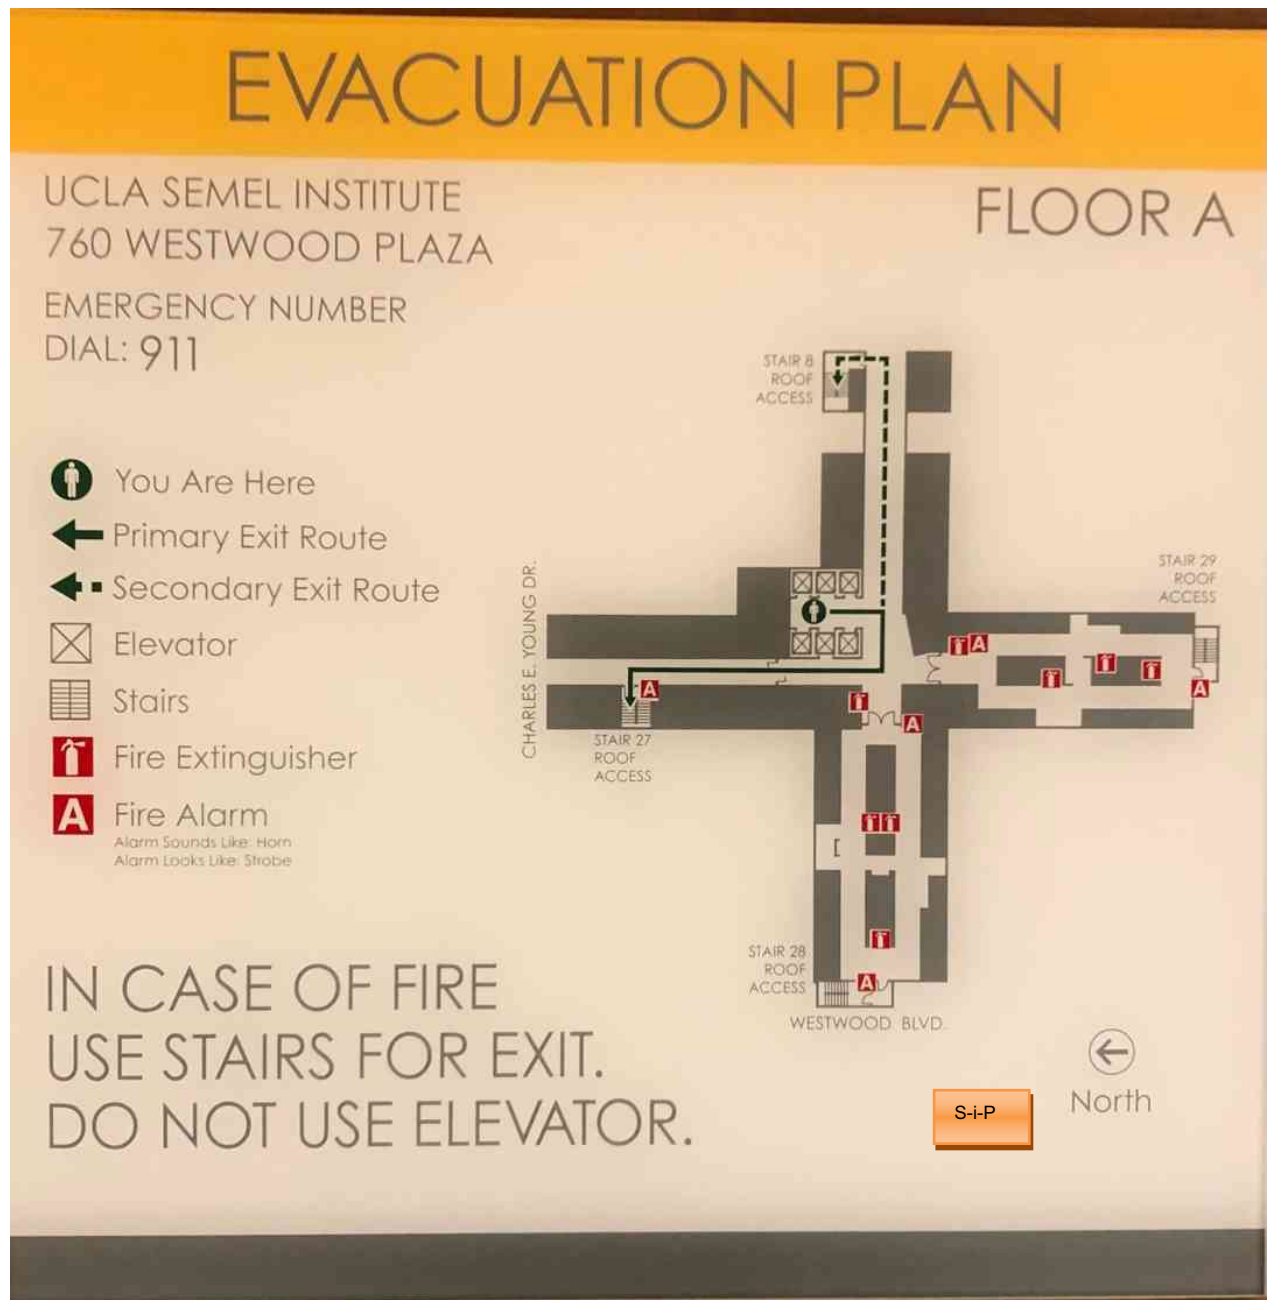 EVACUATION PLAN
UCLA SEMEL INSTITUTE
760 WESTWOOD PLAZA
FLOOR A
EMERGENCY NUMBER
DIAL: 911
You Are Here
Primary Exit Route
Secondary Exit Route
Elevator
Stairs
Fire Extinguisher
A
Fire Alarm
Alarm Sounds Like: Horn
Alarm Looks Like: Strobe
STAIR 8
ROOF
ACCESS
CHARLES E. YOUNG DR.
STAIR 29
ROOF
ACCESS
A
A
A
A
STAIR 27
ROOF
ACCESS
STAIR 28
ROOF
ACCESS
A
WESTWOOD BLVD.
IN CASE OF FIRE
USE STAIRS FOR EXIT.
DO NOT USE ELEVATOR.
S-i-P
North